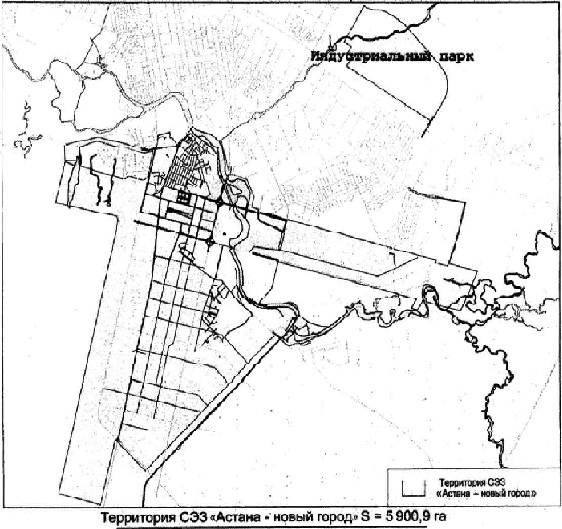 Индустриальный парк
Территория СЭЗ
«Астана - новый город»
Территория СЭЗ «Астана - новый город» S = 5 900,9 га